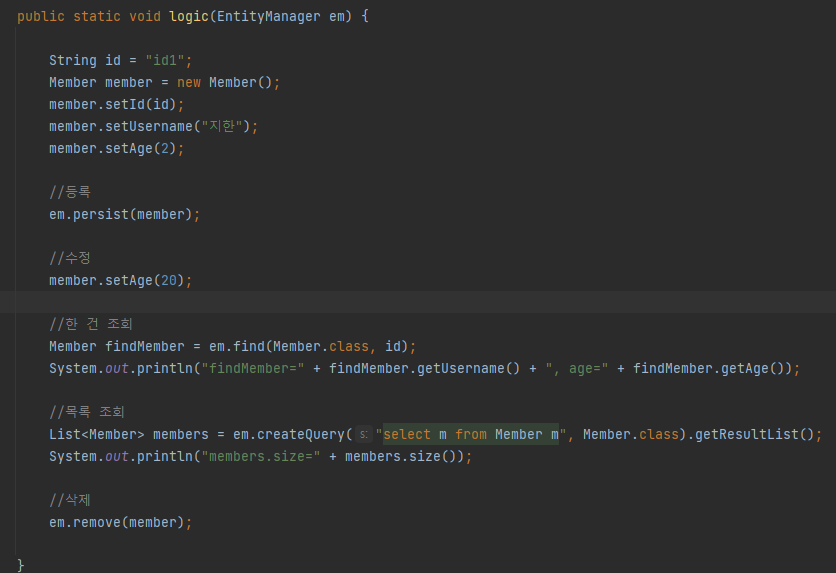 public static void logic(EntityManager em) {
String id = "id1";
Member member = new Member();
member.setId(id);
member.setUsername("지한");
member.setAge(2);
//등록
em.persist(member);
//수정
member.setAge(20);
//한 건 조회
Member findMember = em.find(Member.class, id);
System.out.println("findMember=" + findMember.getUsername() + ", age=" + findMember.getAge());
//목록 조회
List<Member> members = em.createQuery( s: "select m from Member m", Member.class).getResultList();
System.out.println("members.size=" + members.size());
//삭제
em.remove(member);
}